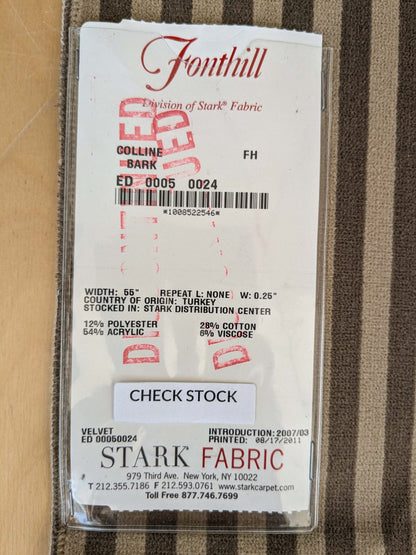 Fonthill
Division of Stark® Fabric
DISCONTINUED
DISCONTINUED
COLLINE FH
BARK
ED 0005 0024
*1008522546*
WIDTH: 55" REPEAT L: NONE W: 0.25"
COUNTRY OF ORIGIN: TURKEY
STOCKED IN: STARK DISTRIBUTION CENTER
12% POLYESTER 28% COTTON
54% ACRYLIC 6% VISCOSE
CHECK STOCK
VELVET INTRODUCTION: 2007/03
ED 00050024 PRINTED: 08/17/2011
STARK FABRIC
979 Third Ave. New York, NY 10022
T 212.355.7186 F 212.593.0761 www.starkcarpet.com
Toll Free 877.746.7699